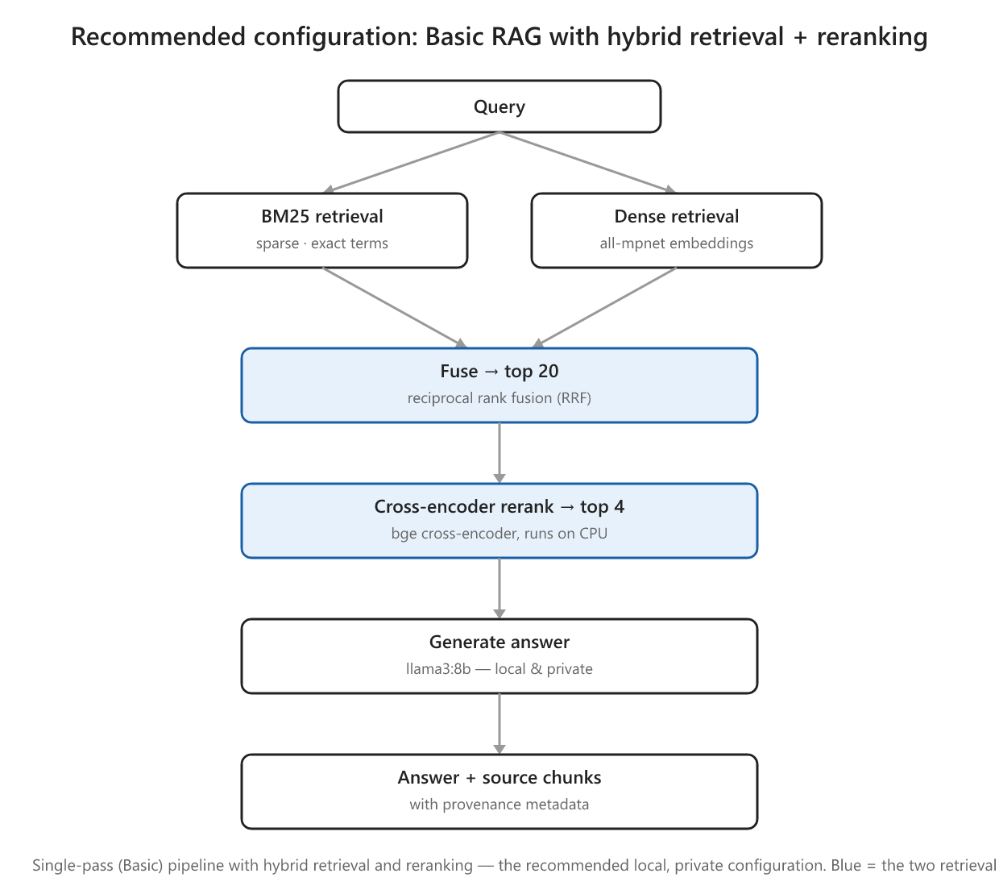 Recommended configuration: Basic RAG with hybrid retrieval + reranking
Query
BM25 retrieval
sparse · exact terms
Dense retrieval
all-mpnet embeddings
Fuse → top 20
reciprocal rank fusion (RRF)
Cross-encoder rerank → top 4
bge cross-encoder, runs on CPU
Generate answer
llama3:8b — local & private
Answer + source chunks
with provenance metadata
Single-pass (Basic) pipeline with hybrid retrieval and reranking — the recommended local, private configuration. Blue = the two retrieval